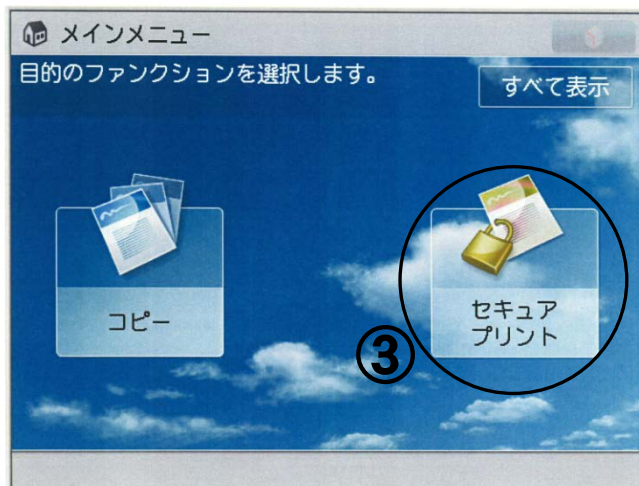 メインメニュー
目的のファンクションを選択します。
すべて表示
コピー
セキュア
プリント
③